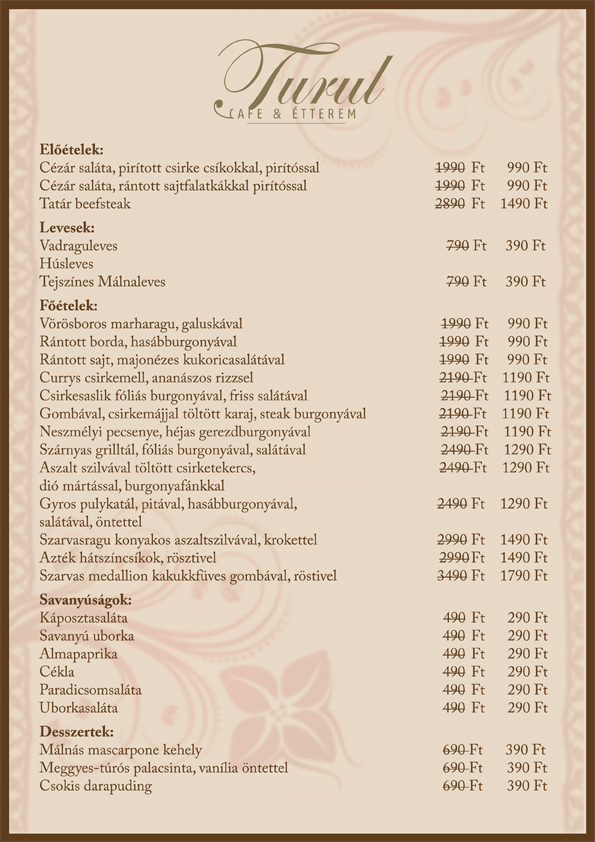 Turul
CAFE & ÉTTEREM
Előételek:
Cézár saláta, pirított csirke csíkokkal, pirítóssal 1990 Ft 990 Ft
Cézár saláta, rántott sajtfalatkákkal pirítóssal 1990 Ft 990 Ft
Tatár beefsteak 2890 Ft 1490 Ft
Levesek:
Vadraguleves 790 Ft 390 Ft
Húsleves
Tejszínes Málnaleves 790 Ft 390 Ft
Főételek:
Vörösboros marharagu, galuskával 1990 Ft 990 Ft
Rántott borda, hasábburgonyával 1990 Ft 990 Ft
Rántott sajt, majonézes kukoricasalátával 1990 Ft 990 Ft
Currys csirkemell, ananászos rizzsel 2190 Ft 1190 Ft
Csirkesaslik fóliás burgonyával, friss salátával 2190 Ft 1190 Ft
Gombával, csirkemájjal töltött karaj, steak burgonyával 2190 Ft 1190 Ft
Neszmélyi pecsenye, héjas gerezdburgonyával 2190 Ft 1190 Ft
Szárnyas grilltál, fóliás burgonyával, salátával 2490 Ft 1290 Ft
Aszalt szilvával töltött csirketekercs, 2490 Ft 1290 Ft
dió mártással, burgonyafánkkal
Gyros pulykatál, pitával, hasábburgonyával, 2490 Ft 1290 Ft
salátával, öntettel
Szarvasragu konyakos aszaltszilvával, krokettel 2990 Ft 1490 Ft
Azték hátszíncsíkok, rösztivel 2990 Ft 1490 Ft
Szarvas medallion kakukkfüves gombával, röstivel 3490 Ft 1790 Ft
Savanyúságok:
Káposztasaláta 490 Ft 290 Ft
Savanyú uborka 490 Ft 290 Ft
Almapaprika 490 Ft 290 Ft
Cékla 490 Ft 290 Ft
Paradicsomsaláta 490 Ft 290 Ft
Uborkasaláta 490 Ft 290 Ft
Desszertek:
Málnás mascarpone kehely 690 Ft 390 Ft
Meggyes-túrós palacsinta, vanília öntettel 690 Ft 390 Ft
Csokis darapuding 690 Ft 390 Ft